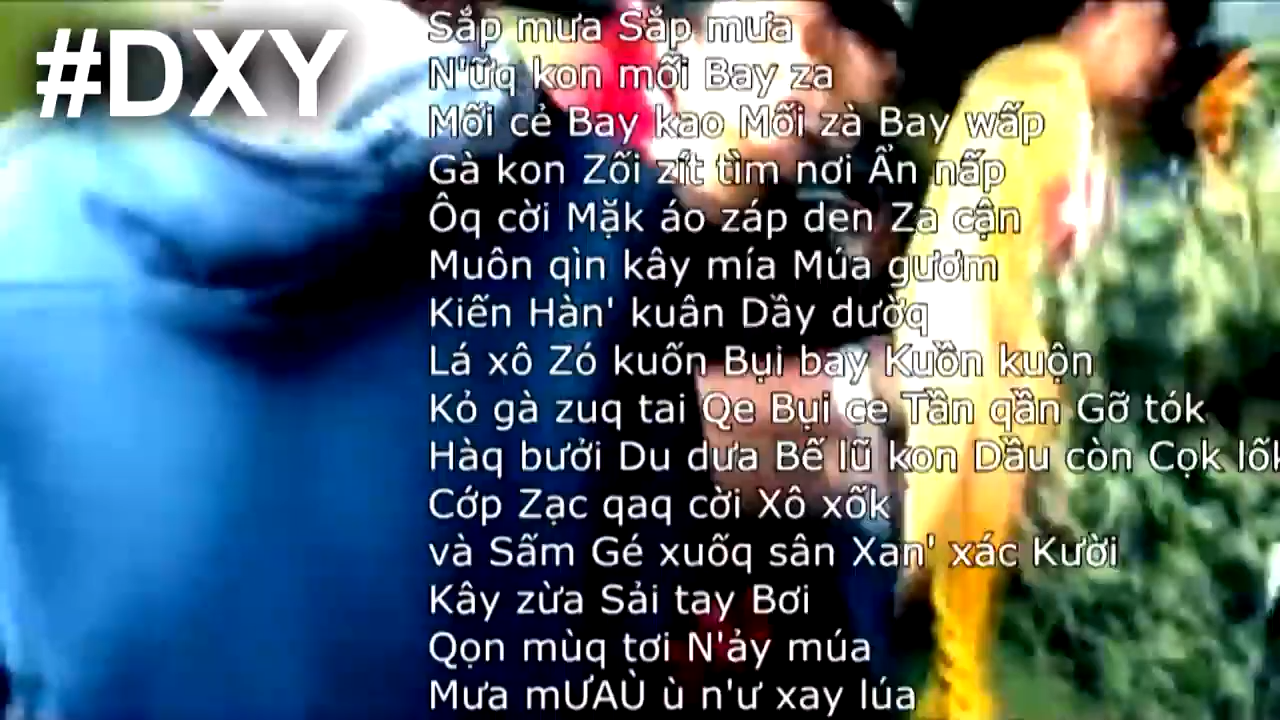 #DXY
Sắp mưa Sắp mưa
N'ữq kon mối Bay za
Mối cẻ Bay kao Mối zà Bay wấp
Gà kon Zối zít tìm nơi Ẩn nấp
Ôq cời Mặk áo záp den Za cận
Muôn qìn kây mía Múa gươm
Kiến Hàn' kuân Dầy dườq
Lá xô Zó kuốn Bụi bay Kuồn kuộn
Kỏ gà zuq tai Qe Bụi ce Tần qần Gỡ tók
Hàq bưởi Du dưa Bế lũ kon Dầu còn Cọk lốk
Cớp Zạc qaq cời Xô xốk
và Sấm Gé xuốq sân Xan' xác Kười
Kây zừa Sải tay Bơi
Qọn mùq tơi N'ảy múa
Mưa mƯAÙ ù n'ư xay lúa